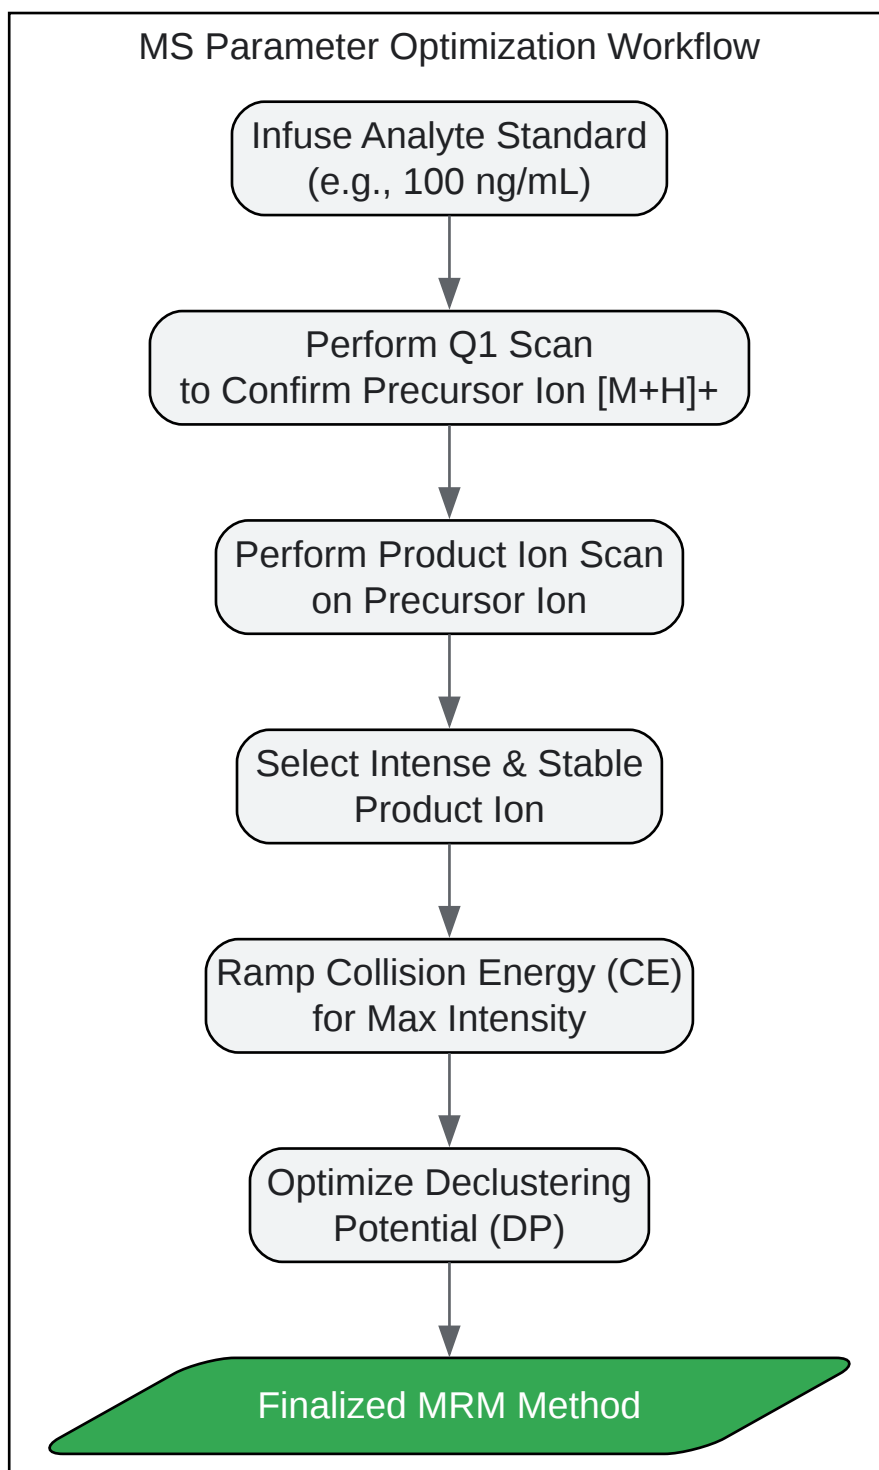 MS Parameter Optimization Workflow
Infuse Analyte Standard
(e.g., 100 ng/mL)
Perform Q1 Scan
to Confirm Precursor Ion [M+H]+
Perform Product Ion Scan
on Precursor Ion
Select Intense & Stable
Product Ion
Ramp Collision Energy (CE)
for Max Intensity
Optimize Declustering
Potential (DP)
Finalized MRM Method